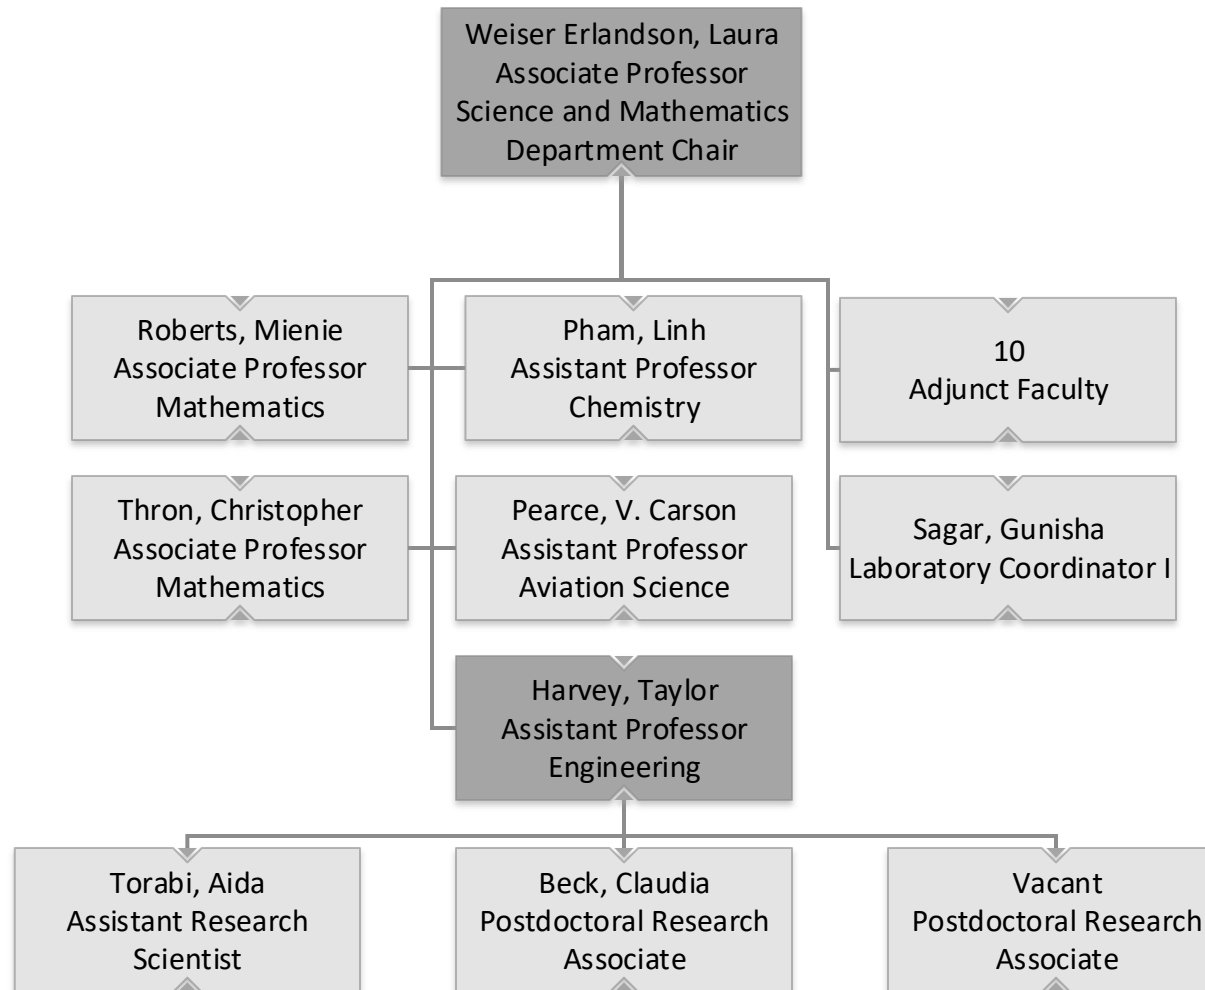 Weiser Erlandson, Laura
Associate Professor
Science and Mathematics
Department Chair
Roberts, Mienie
Associate Professor
Mathematics
Pham, Linh
Assistant Professor
Chemistry
10
Adjunct Faculty
Thron, Christopher
Associate Professor
Mathematics
Pearce, V. Carson
Assistant Professor
Aviation Science
Sagar, Gunisha
Laboratory Coordinator I
Harvey, Taylor
Assistant Professor
Engineering
Torabi, Aida
Assistant Research
Scientist
Beck, Claudia
Postdoctoral Research
Associate
Vacant
Postdoctoral Research
Associate